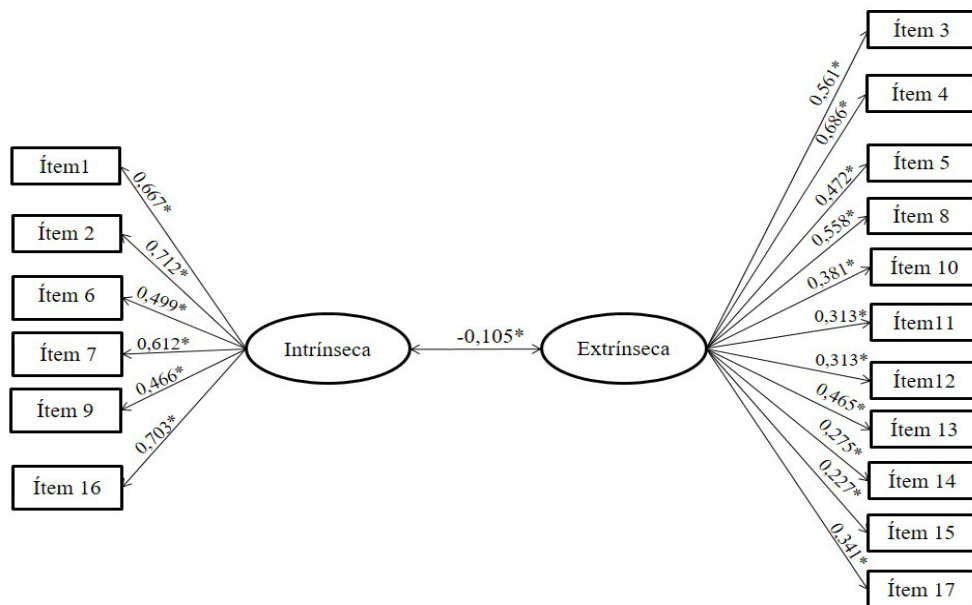 Ítem1
0,667*
Ítem 2
0,712*
Ítem 6
0,499*
Ítem 7
0,612*
Ítem 9
0,466*
Ítem 16
0,703*
Intrínseca
-0,105*
Extrínseca
0,561*
Ítem 3
0,686*
Ítem 4
0,472*
Ítem 5
0,558*
Ítem 8
0,381*
Ítem 10
0,313*
Ítem11
0,313*
Ítem12
0,465*
Ítem 13
0,275*
Ítem 14
0,227*
Ítem 15
0,341*
Ítem 17